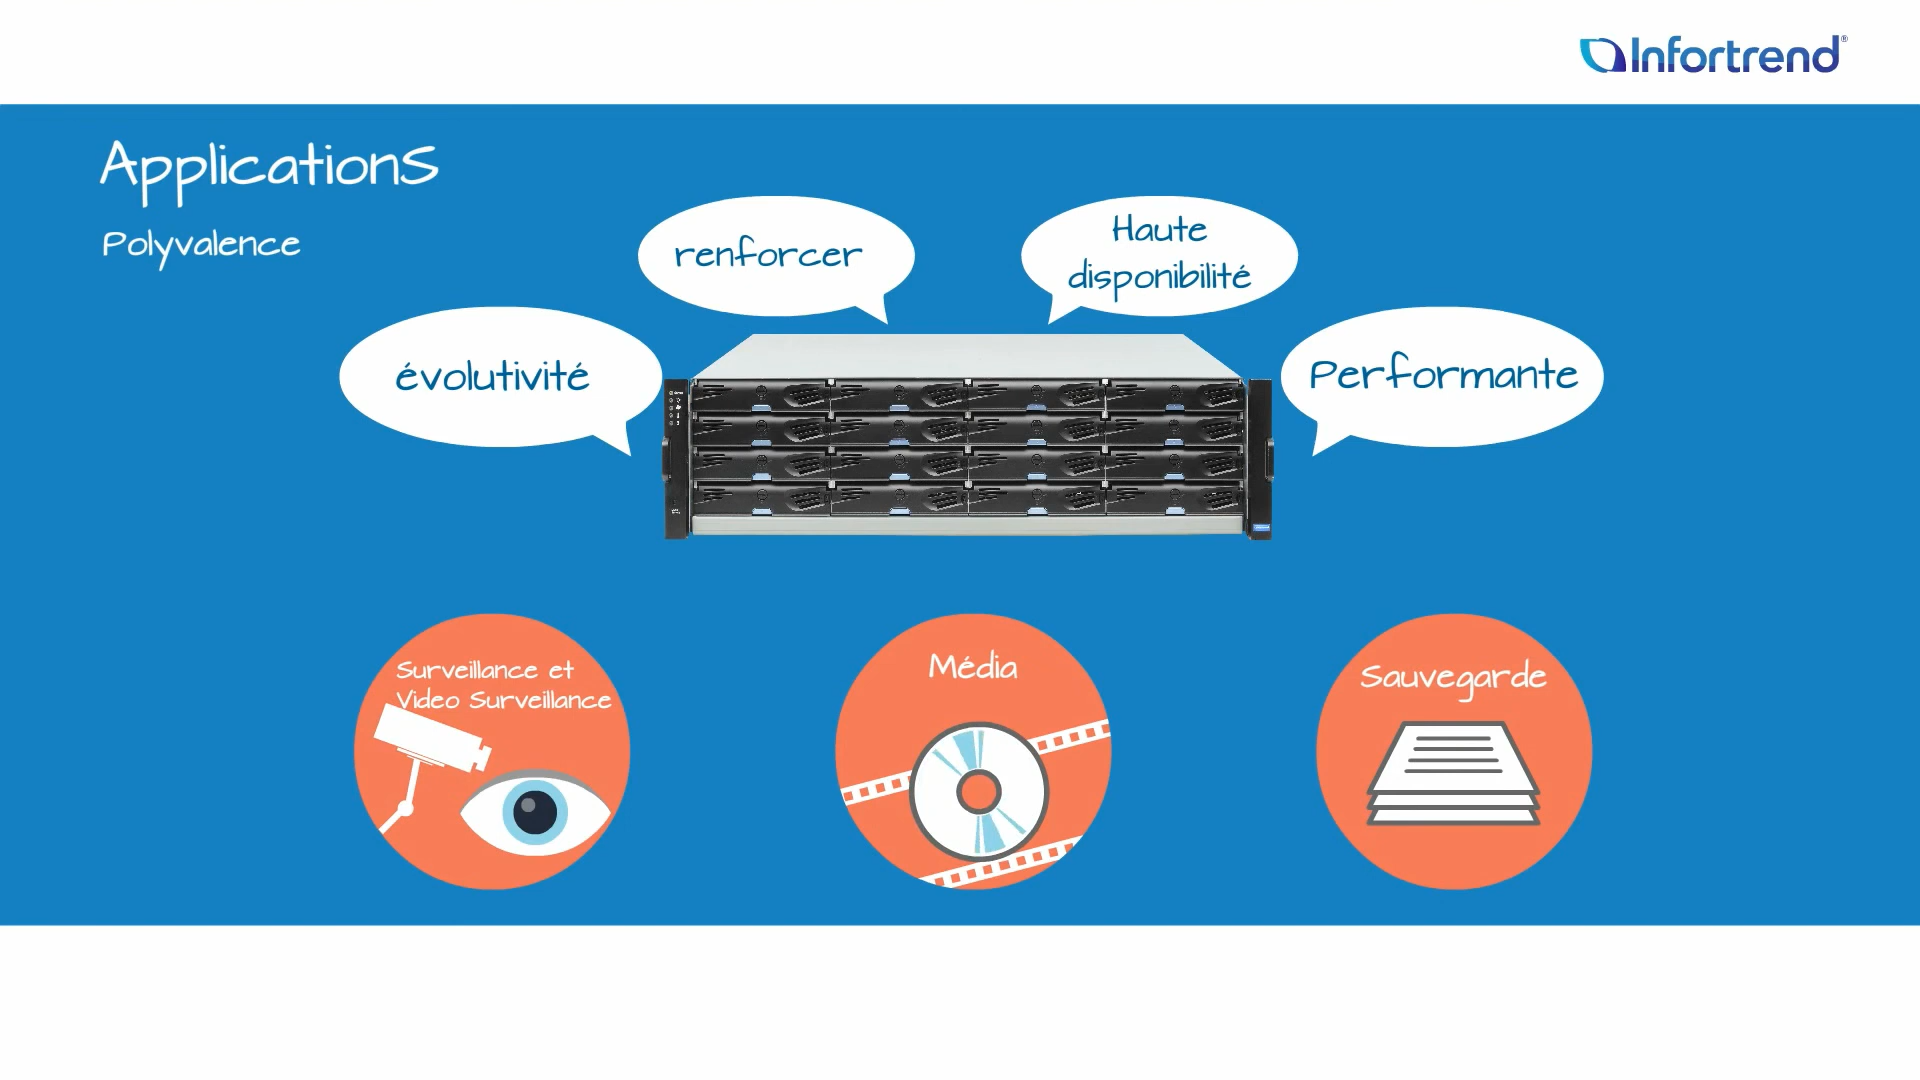 Infortrend®
Applications
Polyvalence
renforcer
Haute
disponibilité
évolutivité
Performante
Surveillance et
Video Surveillance
Média
Sauvegarde